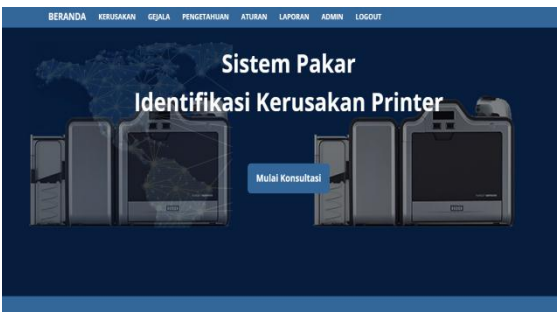 BERANDA KERUSAKAN GEJALA PENGETAHUAN ATURAN LAPORAN ADMIN LOGOUT
Sistem Pakar
Identifikasi Kerusakan Printer
Mulai Konsultasi